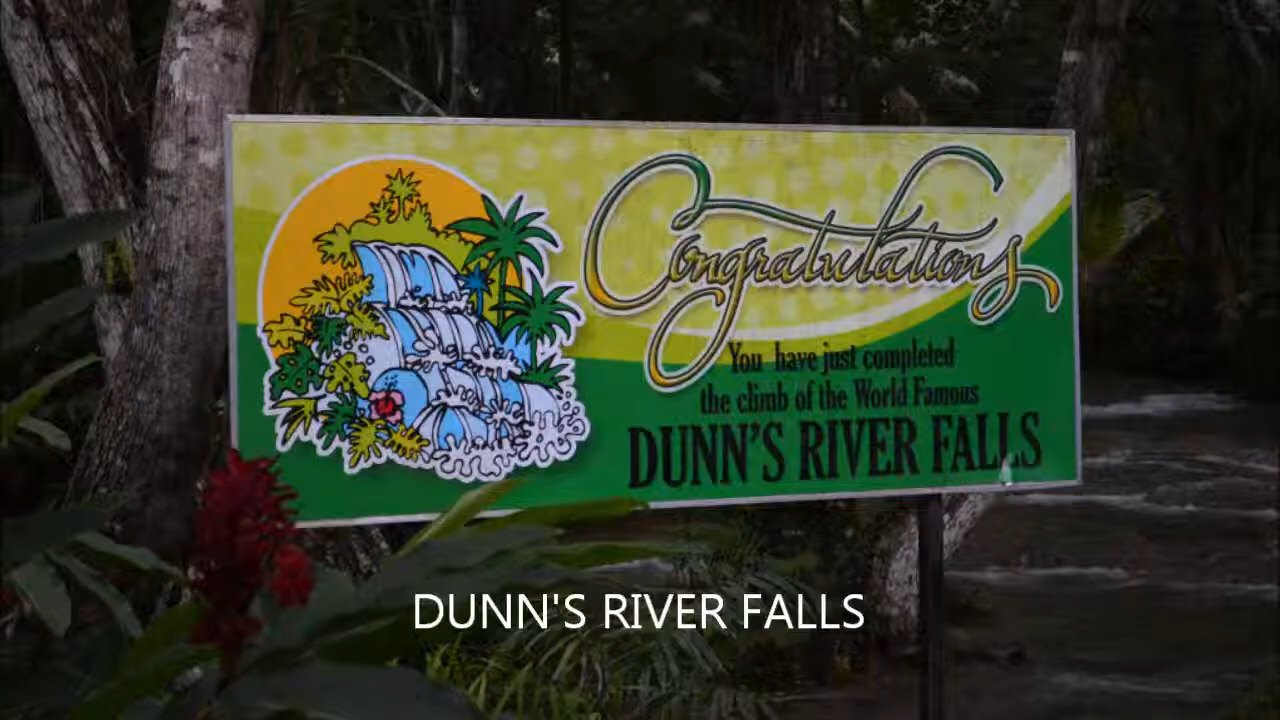 Congratulations
You have just completed
the climb of the World Famous
DUNN'S RIVER FALLS
DUNN'S RIVER FALLS